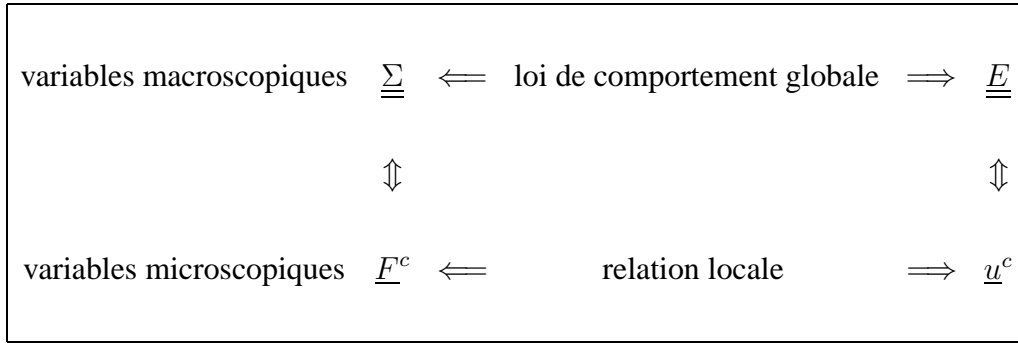 variables macroscopiques Σ ⟸ loi de comportement globale ⟹ E
⇕ ⇕
variables microscopiques F^c ⟸ relation locale ⟹ u^c